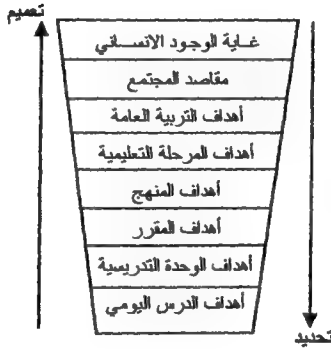 تعميم
غاية الوجود الانساني
مقاصد المجتمع
أهداف التربية العامة
أهداف المرحلة التعليمية
أهداف المنهج
أهداف المقرر
أهداف الوحدة التدريسية
أهداف الدرس اليومي
تحديد